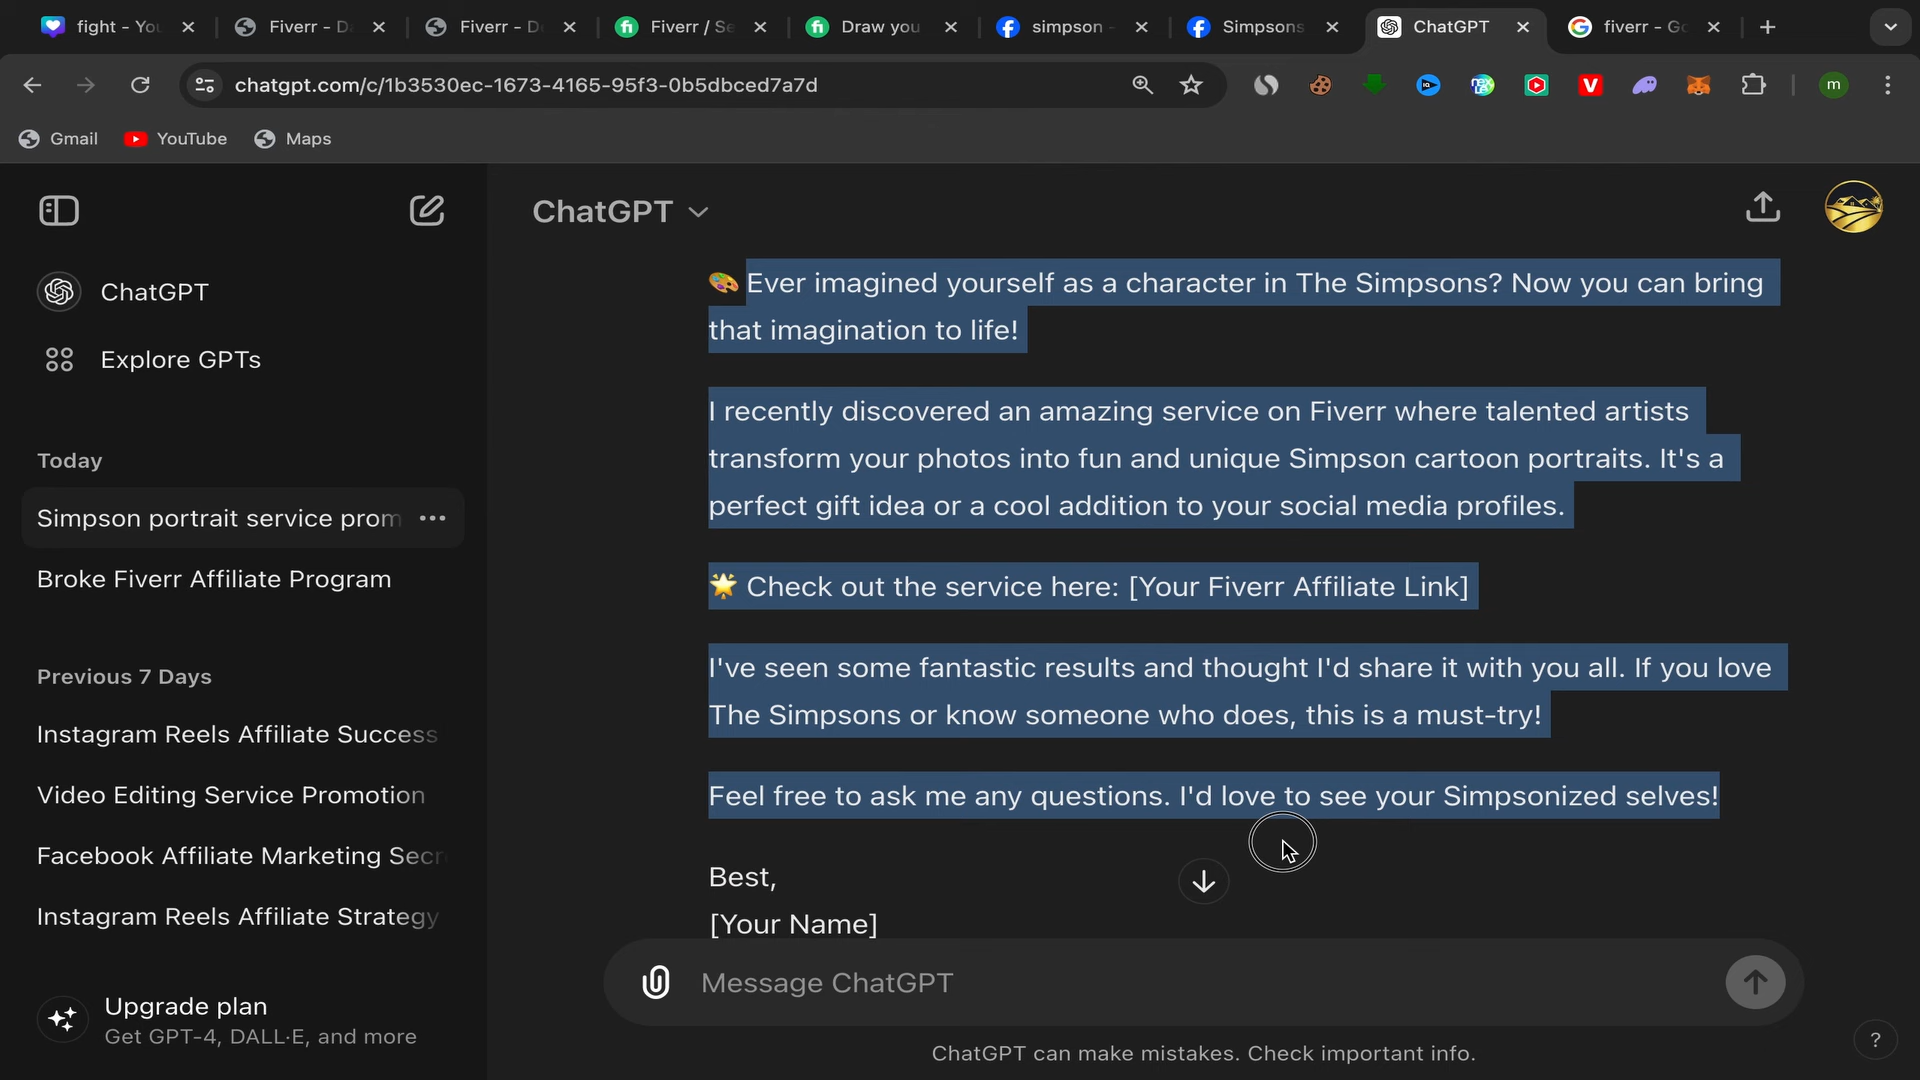 fight - You
Fiverr - Da
Fiverr - De
Fiverr / Se
Draw you
simpson -
Simpsons
ChatGPT
fiverr - Go
chatgpt.com/c/1b3530ec-1673-4165-95f3-0b5dbced7a7d
m
Gmail
YouTube
Maps
ChatGPT
ChatGPT
Explore GPTs
Today
Simpson portrait service prom
Broke Fiverr Affiliate Program
Previous 7 Days
Instagram Reels Affiliate Success
Video Editing Service Promotion
Facebook Affiliate Marketing Secr
Instagram Reels Affiliate Strategy
Upgrade plan
Get GPT-4, DALL·E, and more
🎨 Ever imagined yourself as a character in The Simpsons? Now you can bring
that imagination to life!
I recently discovered an amazing service on Fiverr where talented artists
transform your photos into fun and unique Simpson cartoon portraits. It's a
perfect gift idea or a cool addition to your social media profiles.
🌟 Check out the service here: [Your Fiverr Affiliate Link]
I've seen some fantastic results and thought I'd share it with you all. If you love
The Simpsons or know someone who does, this is a must-try!
Feel free to ask me any questions. I'd love to see your Simpsonized selves!
Best,
[Your Name]
Message ChatGPT
ChatGPT can make mistakes. Check important info.
?